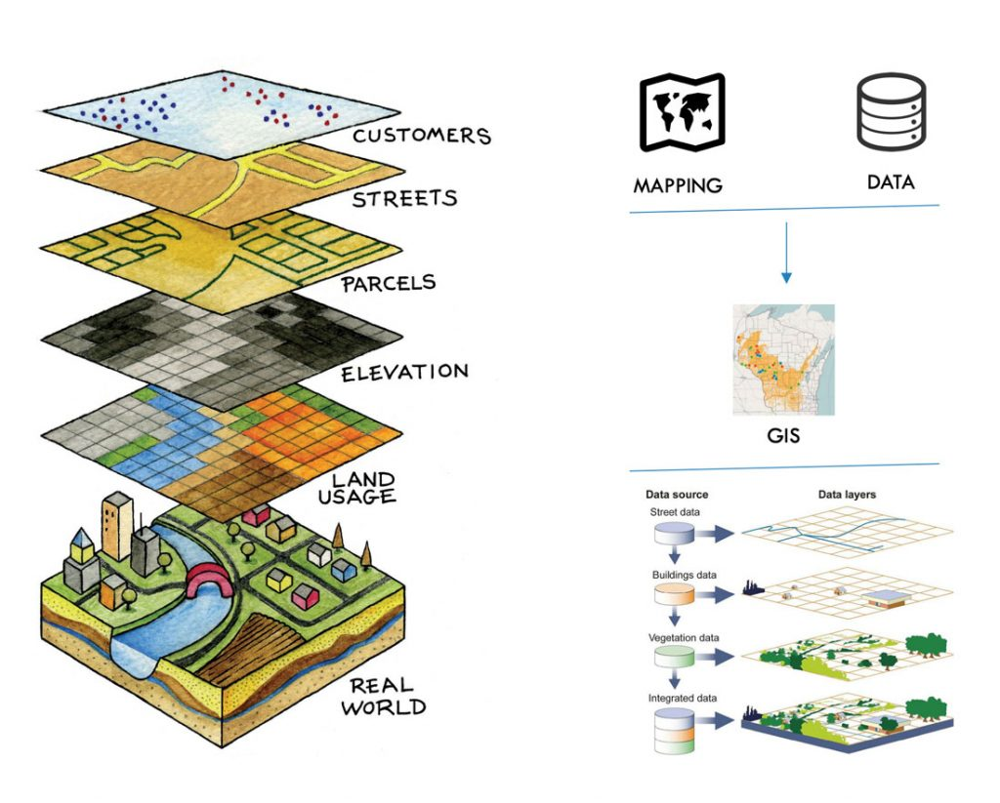 CUSTOMERS
STREETS
PARCELS
ELEVATION
LAND
USAGE
REAL
WORLD
MAPPING
DATA
GIS
Data source
Data layers
Street data
Buildings data
Vegetation data
Integrated data